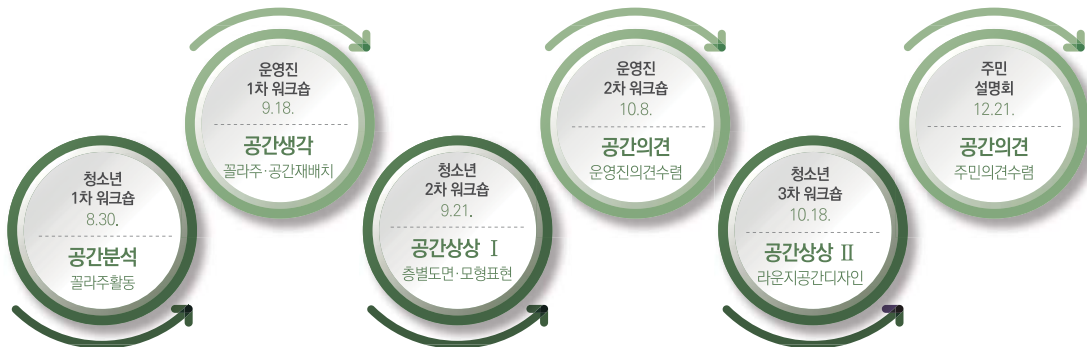 청소년
1차 워크숍
8.30.
공간분석
꼴라주활동
운영진
1차 워크숍
9.18.
공간생각
꼴라주·공간재배치
청소년
2차 워크숍
9.21.
공간상상 Ⅰ
층별도면·모형표현
운영진
2차 워크숍
10.8.
공간의견
운영진의견수렴
청소년
3차 워크숍
10.18.
공간상상 Ⅱ
라운지공간디자인
주민
설명회
12.21.
공간의견
주민의견수렴